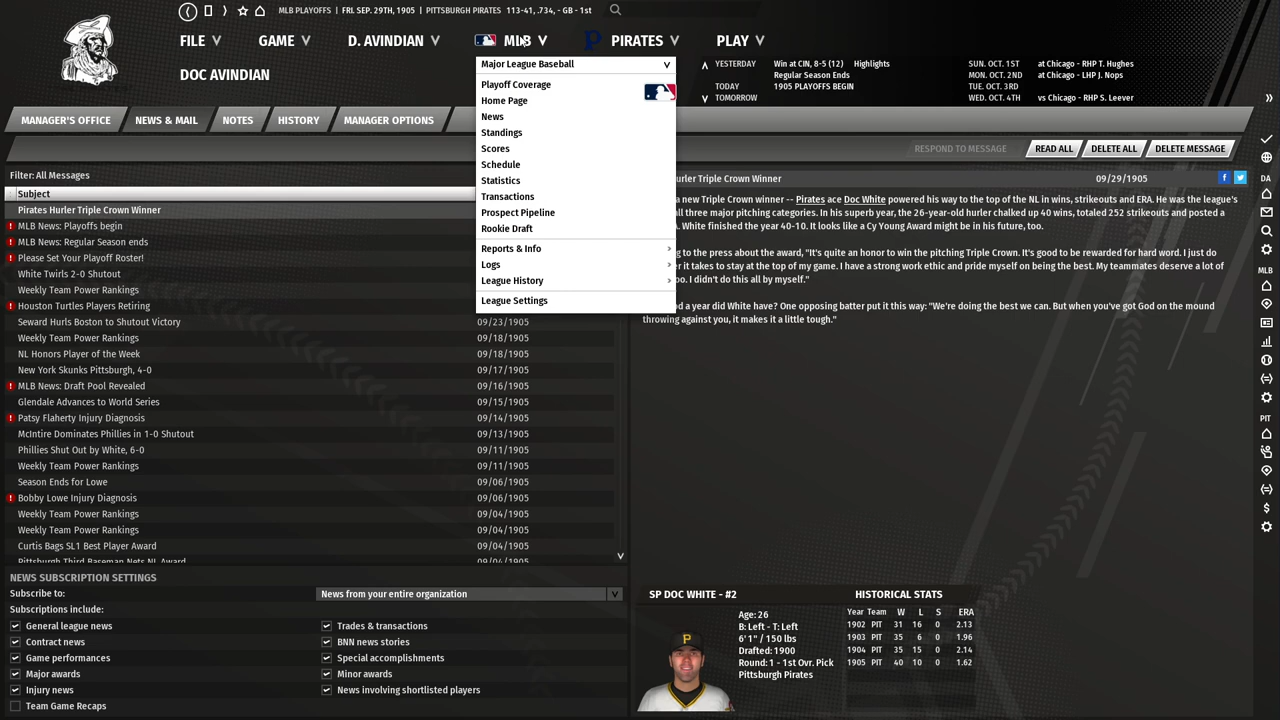 MLB PLAYOFFS | FRI. SEP. 29TH, 1905 | PITTSBURGH PIRATES 113-41, .734, - GB - 1st
FILE GAME D. AVINDIAN MLB P PIRATES PLAY
DOC AVINDIAN
YESTERDAY Win at CIN, 8-5 (12) Highlights
Regular Season Ends
TODAY 1905 PLAYOFFS BEGIN
TOMORROW
SUN. OCT. 1ST at Chicago - RHP T. Hughes
MON. OCT. 2ND at Chicago - LHP J. Nops
TUE. OCT. 3RD
WED. OCT. 4TH vs Chicago - RHP S. Leever
Major League Baseball
Playoff Coverage
Home Page
News
Standings
Scores
Schedule
Statistics
Transactions
Prospect Pipeline
Rookie Draft
Reports & Info
Logs
League History
League Settings
MANAGER'S OFFICE NEWS & MAIL NOTES HISTORY MANAGER OPTIONS
RESPOND TO MESSAGE READ ALL DELETE ALL DELETE MESSAGE
Filter: All Messages
Subject
Pirates Hurler Triple Crown Winner
MLB News: Playoffs begin
MLB News: Regular Season ends
Please Set Your Playoff Roster!
White Twirls 2-0 Shutout
Weekly Team Power Rankings
Houston Turtles Players Retiring
Seward Hurls Boston to Shutout Victory 09/23/1905
Weekly Team Power Rankings 09/18/1905
NL Honors Player of the Week 09/18/1905
New York Skunks Pittsburgh, 4-0 09/17/1905
MLB News: Draft Pool Revealed 09/16/1905
Glendale Advances to World Series 09/15/1905
Patsy Flaherty Injury Diagnosis 09/14/1905
McIntire Dominates Phillies in 1-0 Shutout 09/13/1905
Phillies Shut Out by White, 6-0 09/11/1905
Weekly Team Power Rankings 09/11/1905
Season Ends for Lowe 09/06/1905
Bobby Lowe Injury Diagnosis 09/06/1905
Weekly Team Power Rankings 09/04/1905
Weekly Team Power Rankings 09/04/1905
Curtis Bags SL1 Best Player Award 09/04/1905
Pittsburgh Third Baseman Nets NL Award 09/04/1905
urler Triple Crown Winner 09/29/1905
a new Triple Crown winner -- Pirates ace Doc White powered his way to the top of the NL in wins, strikeouts and ERA. He was the league's
all three major pitching categories. In his superb year, the 26-year-old hurler chalked up 40 wins, totaled 252 strikeouts and posted a
White finished the year 40-10. It looks like a Cy Young Award might be in his future, too.
g to the press about the award, "It's quite an honor to win the pitching Triple Crown. It's good to be rewarded for hard word. I just do
r it takes to stay at the top of my game. I have a strong work ethic and pride myself on being the best. My teammates deserve a lot of
oo. I didn't do this all by myself."
d a year did White have? One opposing batter put it this way: "We're doing the best we can. But when you've got God on the mound
throwing against you, it makes it a little tough."
NEWS SUBSCRIPTION SETTINGS
Subscribe to: News from your entire organization
Subscriptions include:
General league news Trades & transactions
Contract news BNN news stories
Game performances Special accomplishments
Major awards Minor awards
Injury news News involving shortlisted players
Team Game Recaps
SP DOC WHITE - #2
Age: 26
B: Left - T: Left
6' 1" / 150 lbs
Drafted: 1900
Round: 1 - 1st Ovr. Pick
Pittsburgh Pirates
HISTORICAL STATS
Year Team W L S ERA
1902 PIT 31 16 0 2.13
1903 PIT 35 6 0 1.96
1904 PIT 35 15 0 2.14
1905 PIT 40 10 0 1.62
DA
MLB
PIT